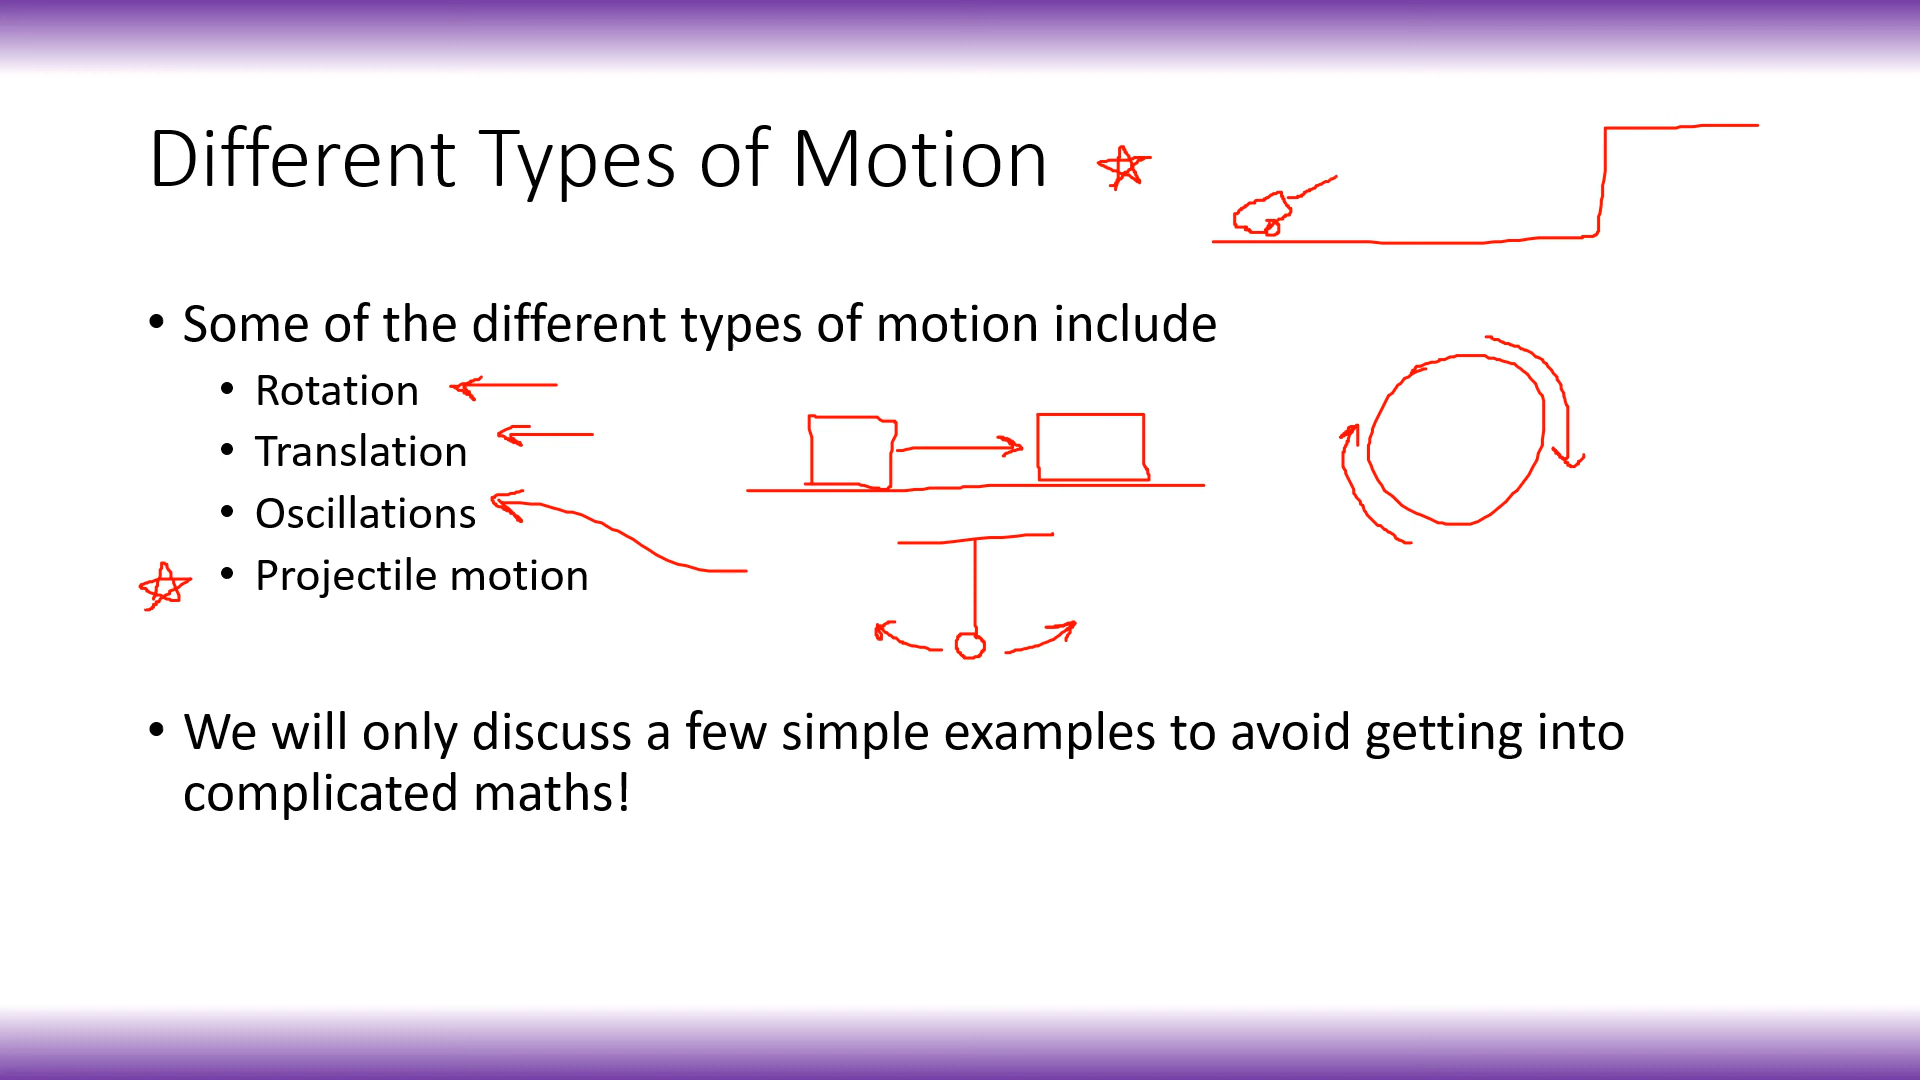 Different Types of Motion
• Some of the different types of motion include
• Rotation
• Translation
• Oscillations
• Projectile motion
• We will only discuss a few simple examples to avoid getting into
complicated maths!